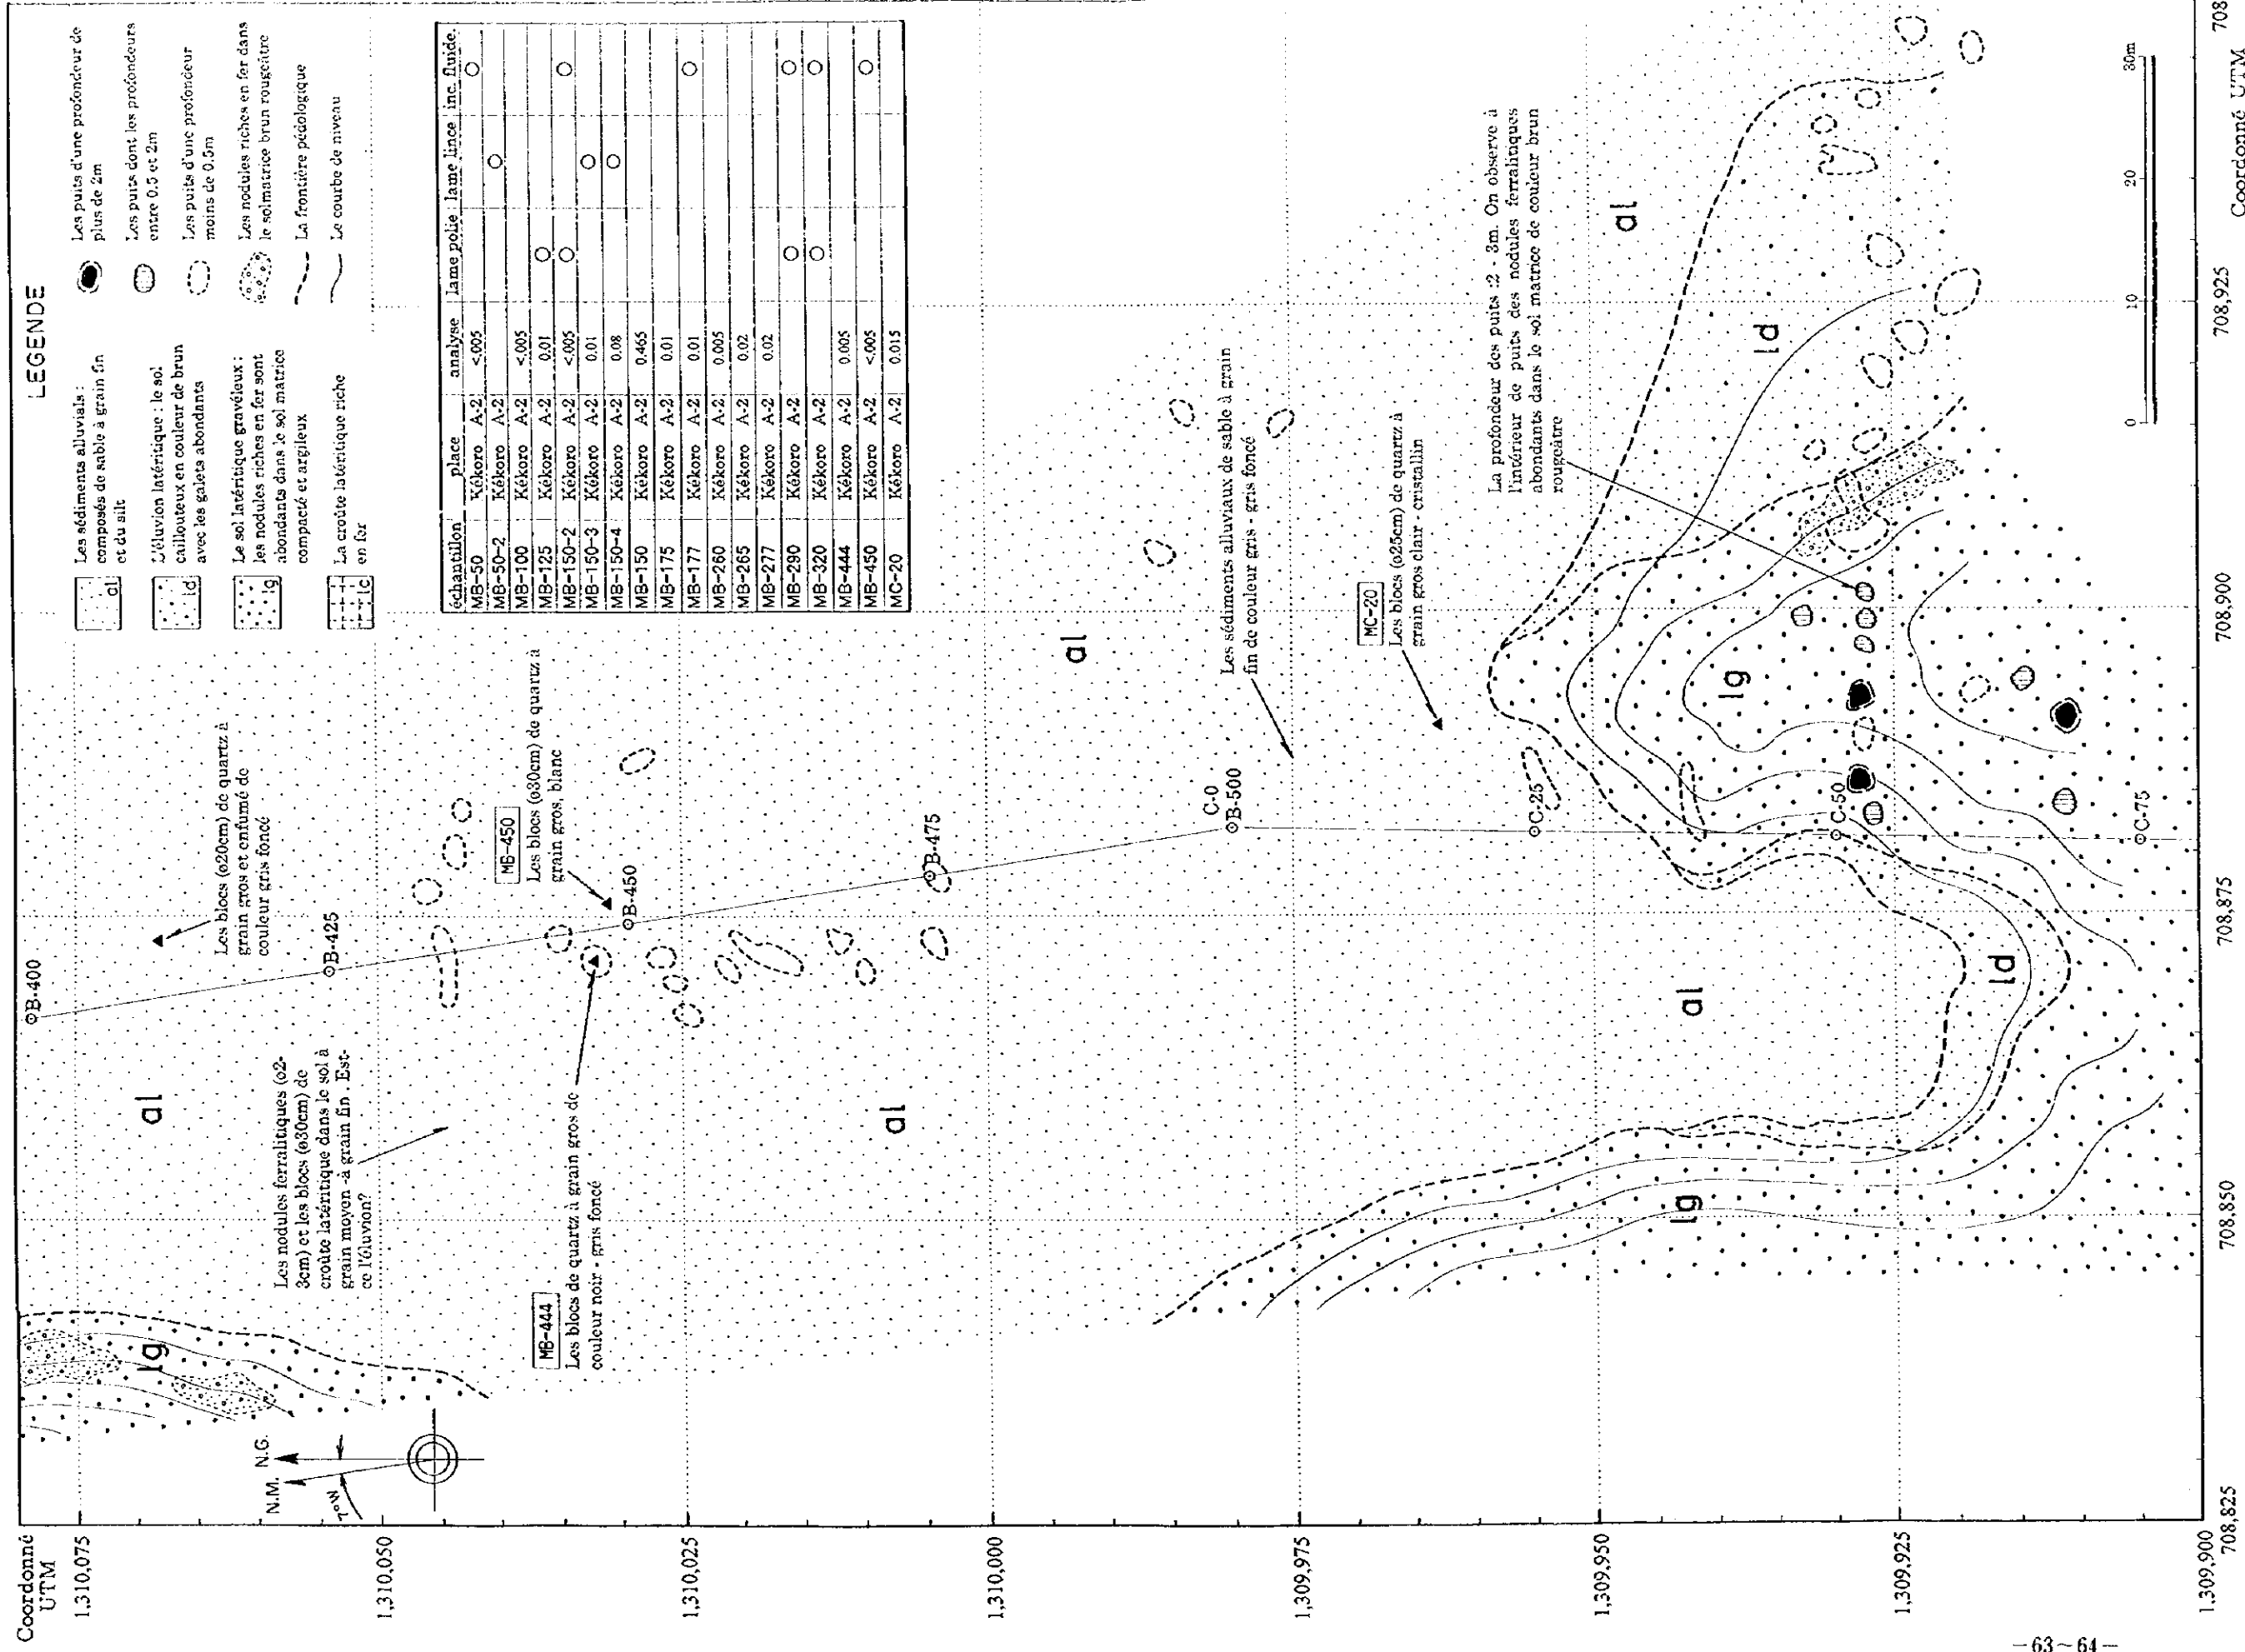 LEGENDE
al
Les sédiments alluvials :
composés de sable à grain fin
et du silt
ld
L'éluvion latéritique : le sol
caillouteux en couleur de brun
avec les galets abondants
lg
Le sol latéritique gravéleux :
les nodules riches en fer sont
abondants dans le sol matrice
compacté et argileux
lc
La croûte latéritique riche
en fer
Les puits d'une profondeur de
plus de 2m
Les puits dont les profondeurs
entre 0.5 et 2m
Les puits d'une profondeur
moins de 0.5m
Les nodules riches en fer dans
le solmatrice brun rougeâtre
La frontière pédologique
Le courbe de niveau
échantillon place analyse lame polie lame lince inc. fluide
MB-50 Kékoro A-2 <.005 ○
MB-50-2 Kékoro A-2 ○
MB-100 Kékoro A-2 <.005
MB-125 Kékoro A-2 0.01 ○
MB-150-2 Kékoro A-2 <.005 ○ ○
MB-150-3 Kékoro A-2 0.01 ○
MB-150-4 Kékoro A-2 0.08 ○
MB-150 Kékoro A-2 0.465
MB-175 Kékoro A-2 0.01
MB-177 Kékoro A-2 0.01 ○
MB-260 Kékoro A-2 0.005
MB-265 Kékoro A-2 0.02
MB-277 Kékoro A-2 0.02
MB-290 Kékoro A-2 ○ ○
MB-320 Kékoro A-2 ○ ○
MB-444 Kékoro A-2 0.005
MB-450 Kékoro A-2 <.005 ○
MC-20 Kékoro A-2 0.015
Coordonné
UTM
1,310,075
1,310,050
1,310,025
1,310,000
1,309,975
1,309,950
1,309,925
1,309,900
N.M.
N.G.
7°W
lg
al
B-400
B-425
Les blocs (ø20cm) de quartz à
grain gros et enfumé de
couleur gris foncé
Les nodules ferralitiques (ø2-
3cm) et les blocs (ø30cm) de
croûte latéritique dans le sol à
grain moyen -à grain fin Est-
ce l'éluvion?
MB-444
Les blocs de quartz à grain gros de
couleur noir - gris foncé
MB-450
Les blocs (ø30cm) de quartz à
grain gros, blanc
B-450
al
B-475
al
C-0
B-500
Les sédiments alluviaux de sable à grain
fin de couleur gris - gris foncé
MC-20
Les blocs (ø25cm) de quartz à
grain gros clair - cristallin
C-25
La profondeur des puits :2 - 3m. On observe à
l'intérieur de puits des nodules ferralitiques
abondants dans le sol matrice de couleur brun
rougeâtre
al
lg
al
lg
ld
C-50
ld
C-75
0 10 20 30m
708,825
708,850
708,875
708,900
708,925
708
Coordonné UTM
－63～64－